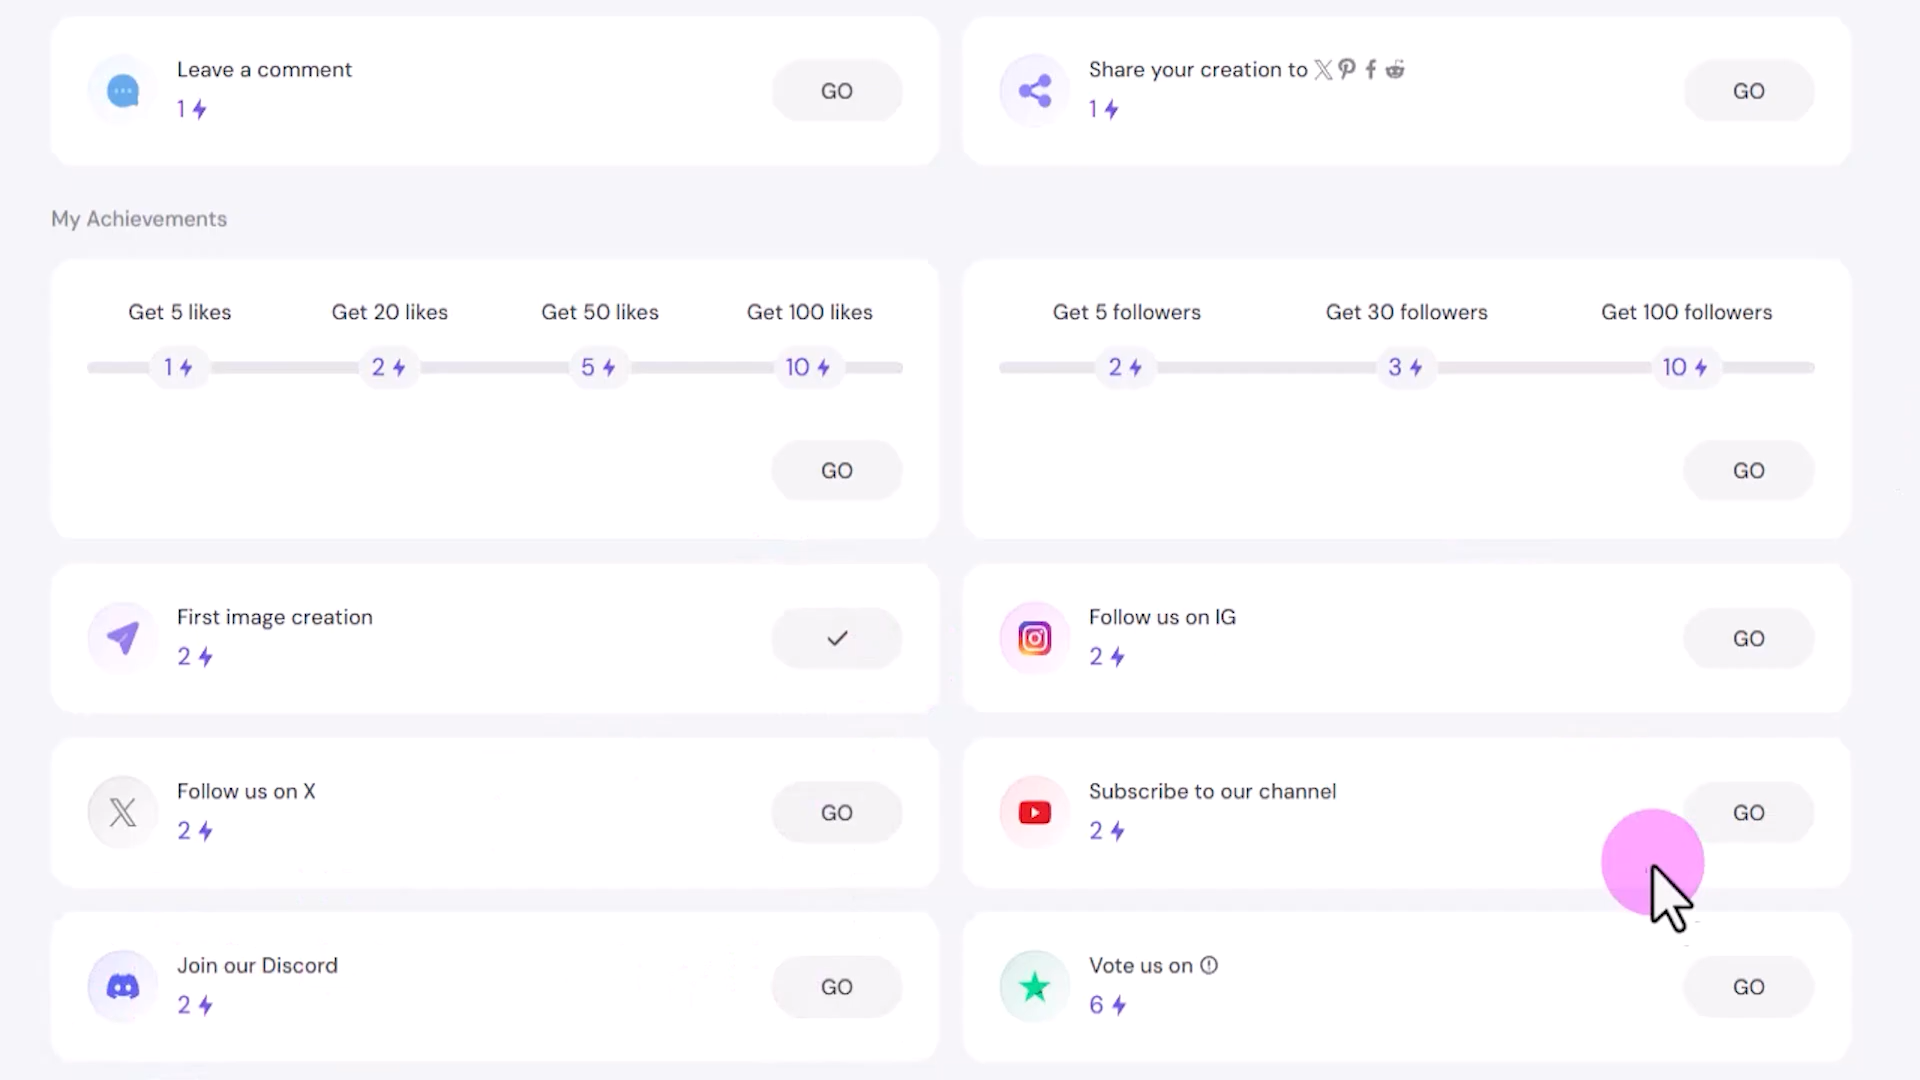 Leave a comment
1
GO
Share your creation to
1
GO
My Achievements
Get 5 likes Get 20 likes Get 50 likes Get 100 likes
1 2 5 10
GO
Get 5 followers Get 30 followers Get 100 followers
2 3 10
GO
First image creation
2
Follow us on IG
2
GO
Follow us on X
2
GO
Subscribe to our channel
2
GO
Join our Discord
2
GO
Vote us on
6
GO